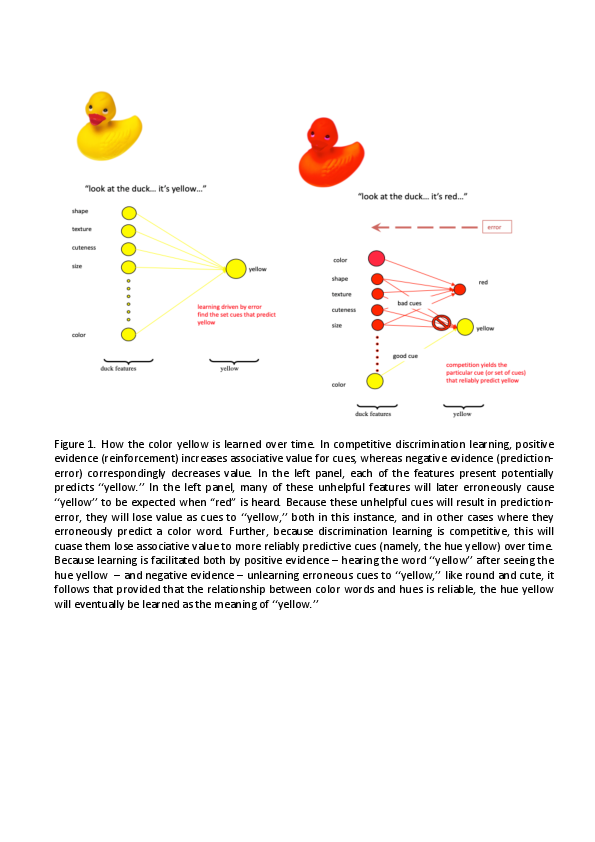 "look at the duck... it's yellow..."
shape
texture
cuteness
size
yellow
learning driven by error
find the set cues that predict
yellow
color
duck features
yellow
"look at the duck... it's red..."
error
color
shape
red
texture
bad cues
cuteness
size
yellow
good cue
competition yields the
particular cue (or set of cues)
that reliably predict yellow
color
duck features
yellow
Figure 1. How the color yellow is learned over time. In competitive discrimination learning, positive
evidence (reinforcement) increases associative value for cues, whereas negative evidence (prediction-
error) correspondingly decreases value. In the left panel, each of the features present potentially
predicts ‘‘yellow.’’ In the left panel, many of these unhelpful features will later erroneously cause
‘‘yellow’’ to be expected when “red” is heard. Because these unhelpful cues will result in prediction-
error, they will lose value as cues to ‘‘yellow,’’ both in this instance, and in other cases where they
erroneously predict a color word. Further, because discrimination learning is competitive, this will
cuase them lose associative value to more reliably predictive cues (namely, the hue yellow) over time.
Because learning is facilitated both by positive evidence – hearing the word ‘‘yellow’’ after seeing the
hue yellow – and negative evidence – unlearning erroneous cues to ‘‘yellow,’’ like round and cute, it
follows that provided that the relationship between color words and hues is reliable, the hue yellow
will eventually be learned as the meaning of ‘‘yellow.’’